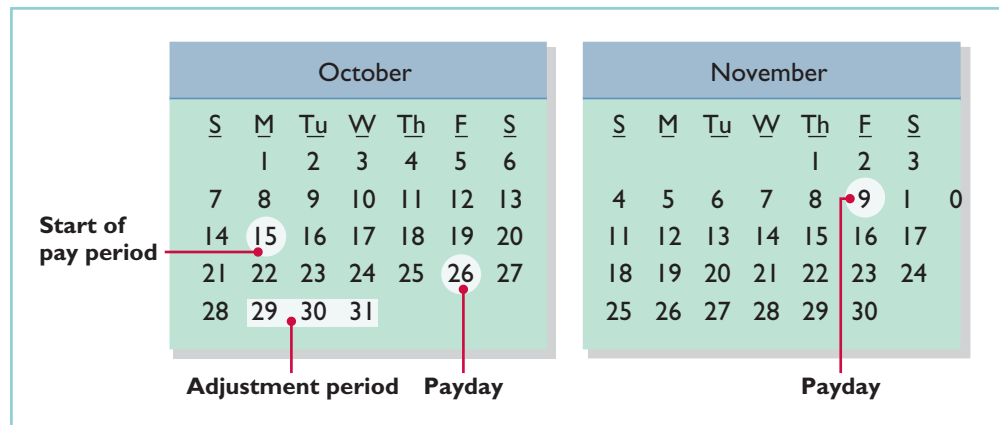 October
S M Tu W Th F S
1 2 3 4 5 6
7 8 9 10 11 12 13
14 15 16 17 18 19 20
21 22 23 24 25 26 27
28 29 30 31
November
S M Tu W Th F S
1 2 3
4 5 6 7 8 9 1 0
11 12 13 14 15 16 17
18 19 20 21 22 23 24
25 26 27 28 29 30
Start of
pay period
Adjustment period
Payday
Payday